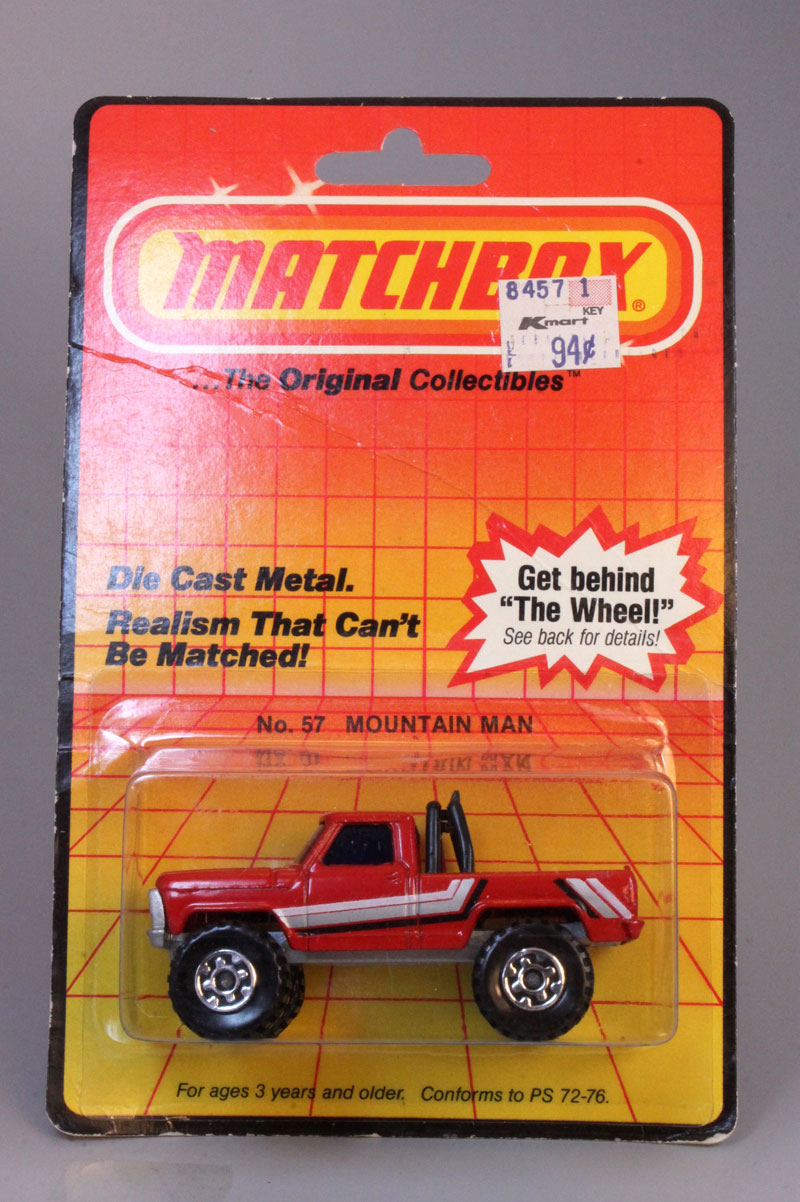 MATCHBOX®
8457 1
KEY
Kmart
94¢
...The Original Collectibles™
Die Cast Metal.
Realism That Can't
Be Matched!
Get behind
“The Wheel!”
See back for details!
No. 57 MOUNTAIN MAN
For ages 3 years and older. Conforms to PS 72-76.